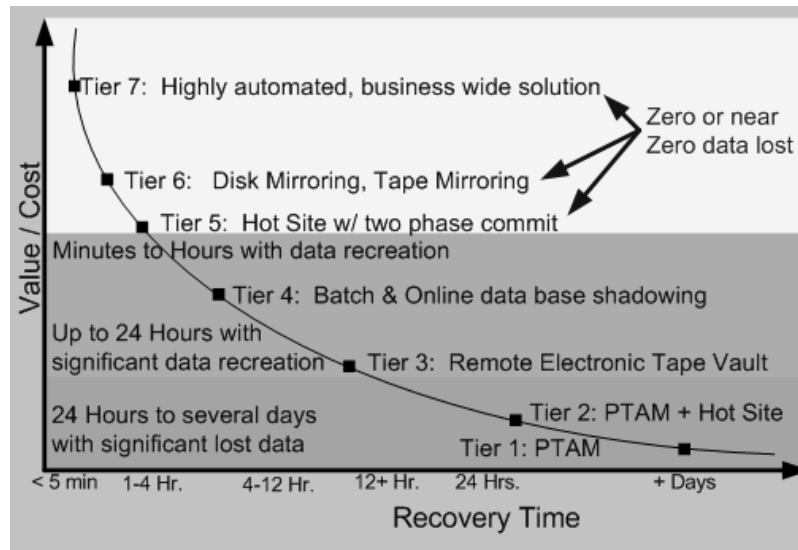 Tier 7: Highly automated, business wide solution
Zero or near
Zero data lost
Tier 6: Disk Mirroring, Tape Mirroring
Tier 5: Hot Site w/ two phase commit
Minutes to Hours with data recreation
Tier 4: Batch & Online data base shadowing
Up to 24 Hours with
significant data recreation
Tier 3: Remote Electronic Tape Vault
24 Hours to several days
with significant lost data
Tier 2: PTAM + Hot Site
Tier 1: PTAM
Value / Cost
< 5 min 1-4 Hr. 4-12 Hr. 12+ Hr. 24 Hrs. + Days
Recovery Time